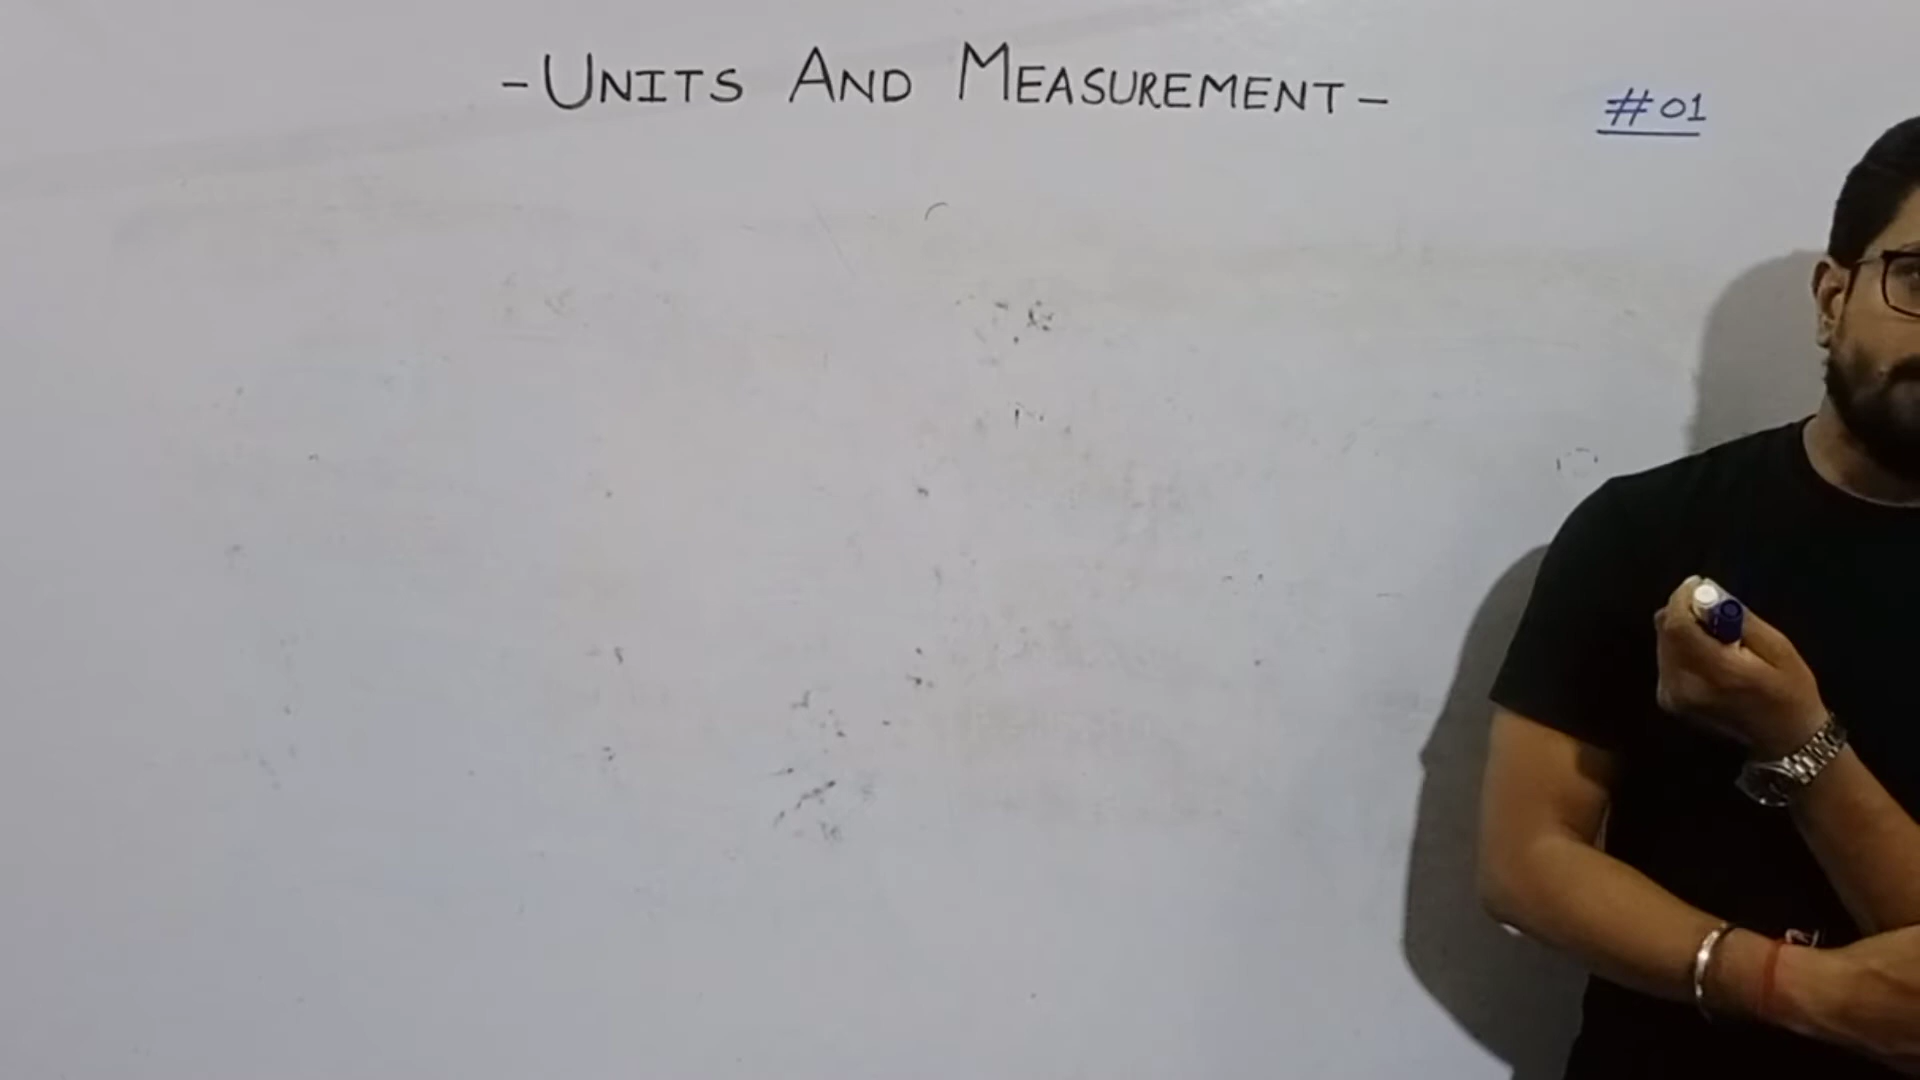 - UNITS AND MEASUREMENT -
#01